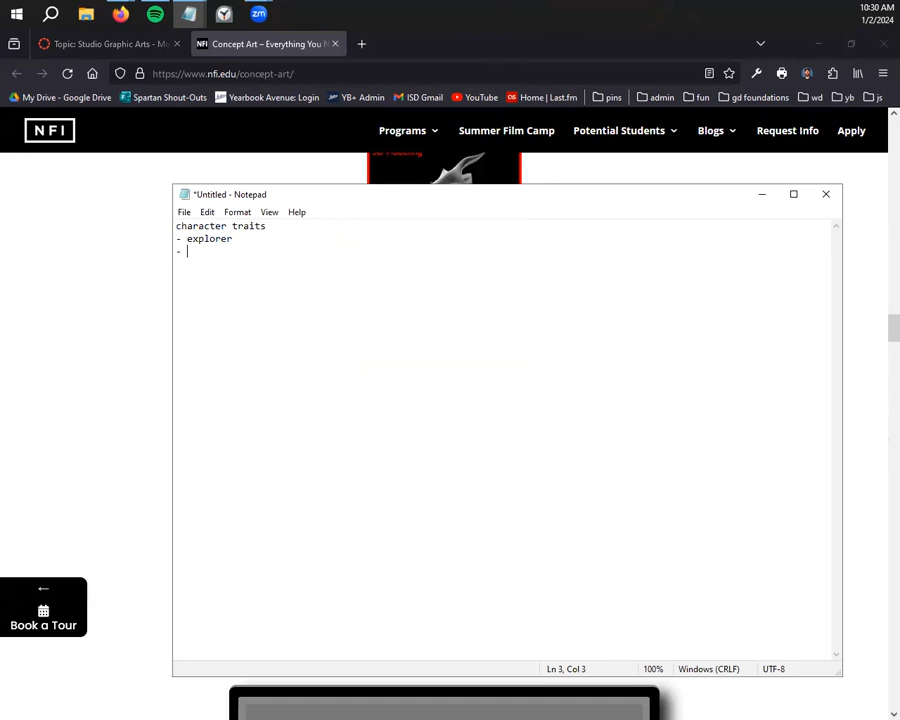 10:30 AM
1/2/2024
Topic: Studio Graphic Arts - Mo
NFI Concept Art – Everything You N
https://www.nfi.edu/concept-art/
My Drive - Google Drive Spartan Shout-Outs Yearbook Avenue: Login YB+ Admin ISD Gmail YouTube Home | Last.fm pins admin fun gd foundations wd yb js
NFI Programs Summer Film Camp Potential Students Blogs Request Info Apply
3D Modeling
*Untitled - Notepad
File Edit Format View Help
character traits
- explorer
-
Book a Tour
Ln 3, Col 3 100% Windows (CRLF) UTF-8